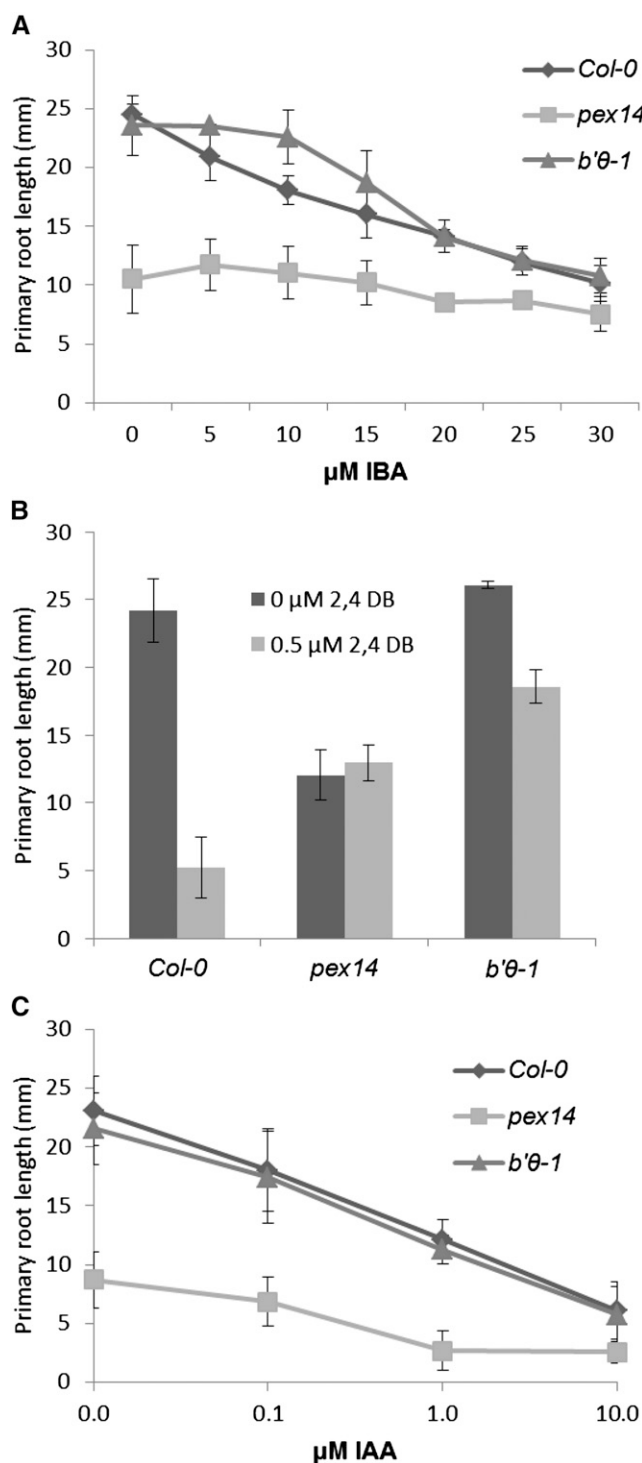 A
Primary root length (mm)
30
25
20
15
10
5
0
Col-0
pex14
b'θ-1
0 5 10 15 20 25 30
μM IBA
B
Primary root length (mm)
30
25
20
15
10
5
0
0 μM 2,4 DB
0.5 μM 2,4 DB
Col-0 pex14 b'θ-1
C
Primary root length (mm)
30
25
20
15
10
5
0
Col-0
pex14
b'θ-1
0.0 0.1 1.0 10.0
μM IAA